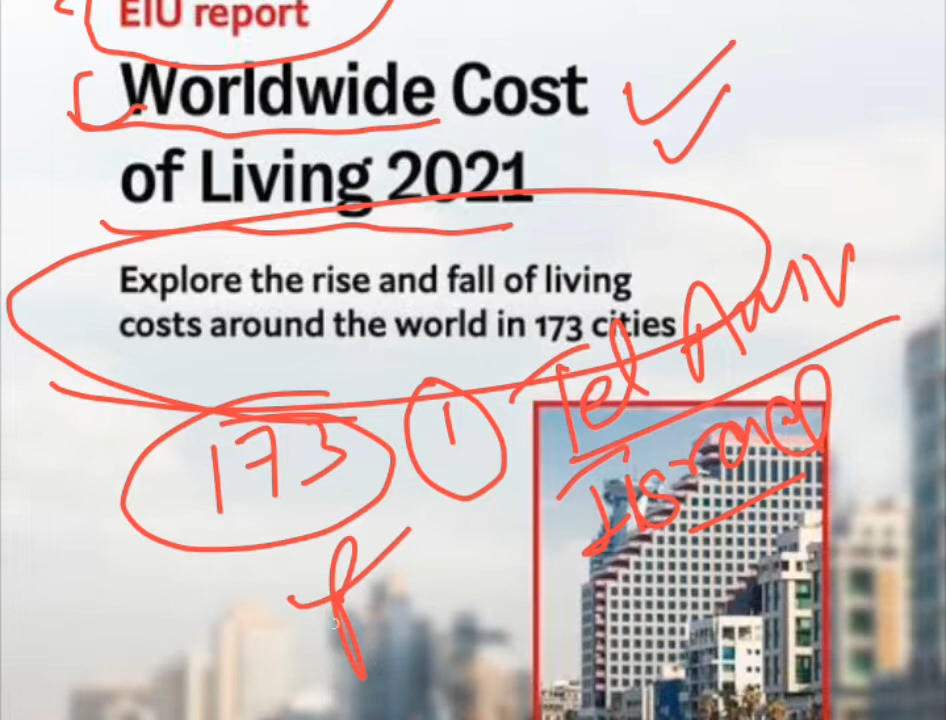 EIU report
Worldwide Cost
of Living 2021
Explore the rise and fall of living
costs around the world in 173 cities
Tel Aviv
173 1
Israel